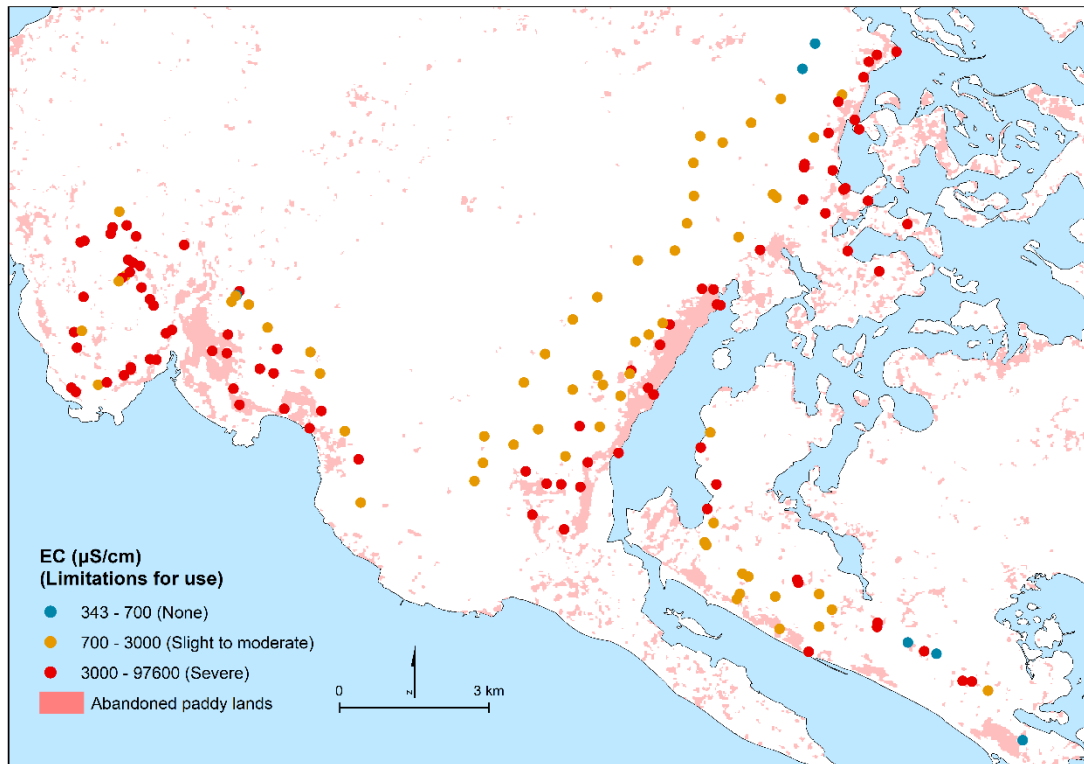 EC (µS/cm)
(Limitations for use)
343 - 700 (None)
700 - 3000 (Slight to moderate)
3000 - 97600 (Severe)
Abandoned paddy lands
N
0 3 km